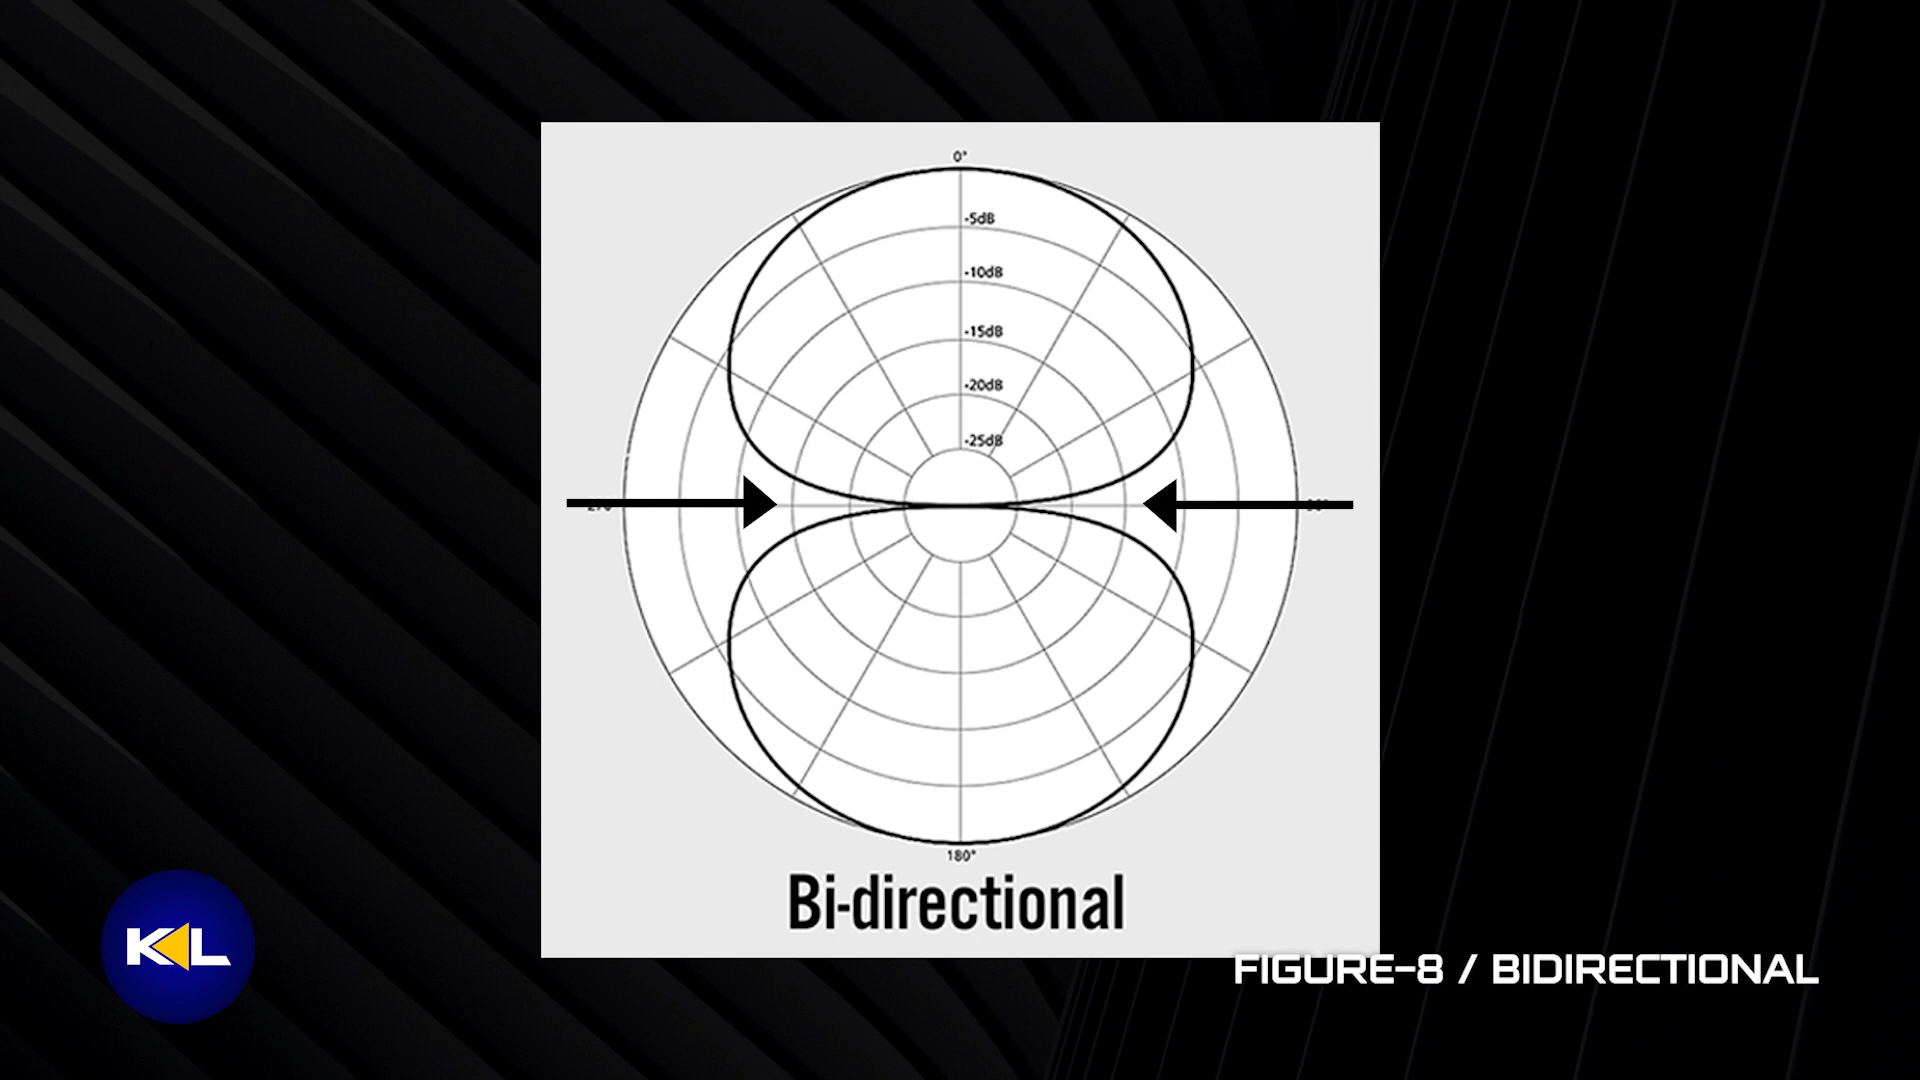 0°
-5dB
-10dB
-15dB
-20dB
-25dB
180°
Bi-directional
KL
FIGURE-8 / BIDIRECTIONAL